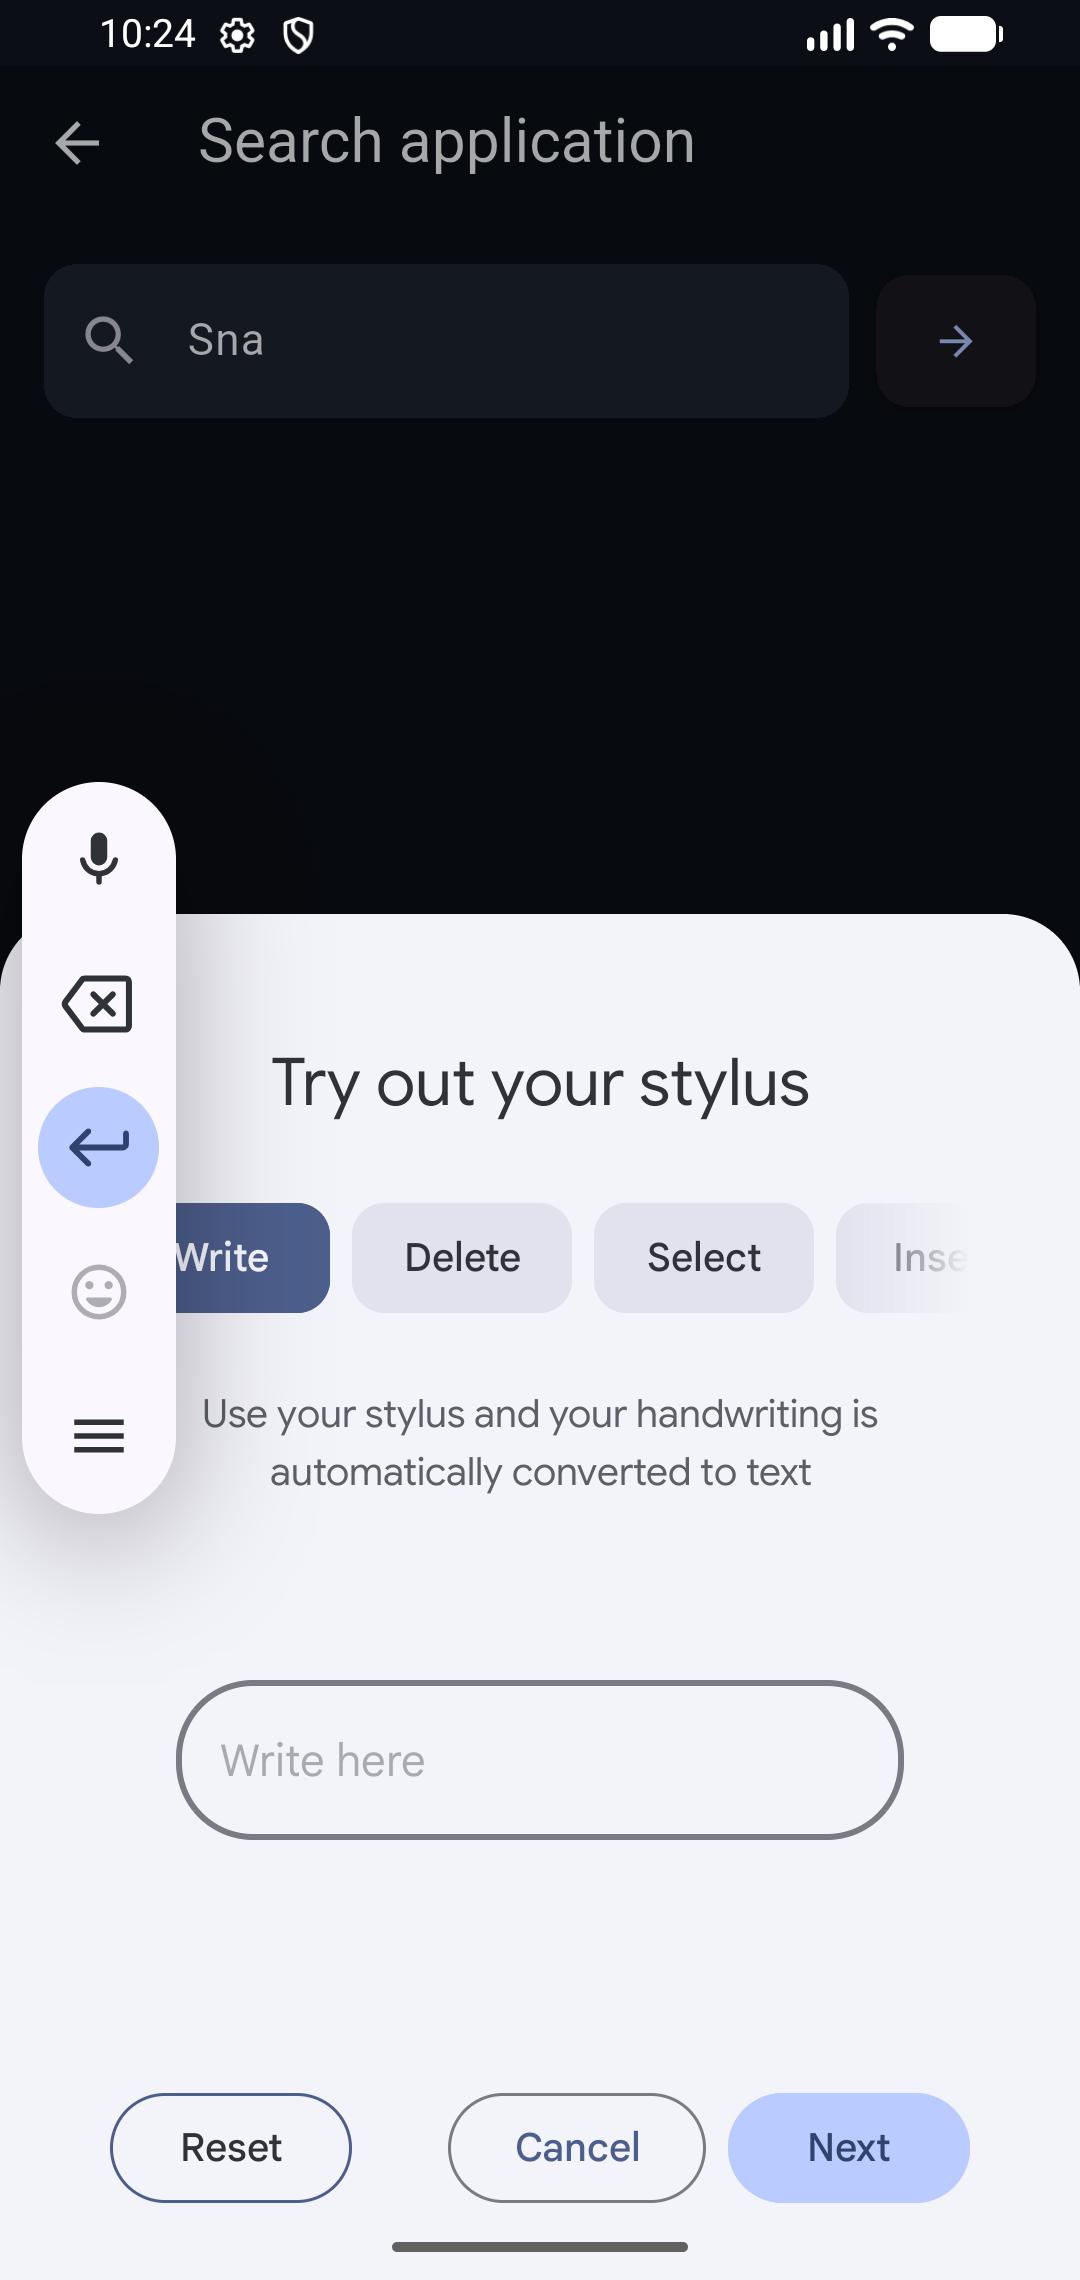 10:24
Search application
Sna
Try out your stylus
Write Delete Select Inse
Use your stylus and your handwriting is
automatically converted to text
Write here
Reset Cancel Next